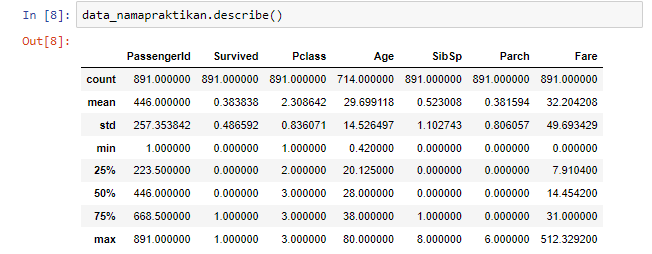 In [8]: data_namapraktikan.describe()
Out[8]:
PassengerId Survived Pclass Age SibSp Parch Fare
count 891.000000 891.000000 891.000000 714.000000 891.000000 891.000000 891.000000
mean 446.000000 0.383838 2.308642 29.699118 0.523008 0.381594 32.204208
std 257.353842 0.486592 0.836071 14.526497 1.102743 0.806057 49.693429
min 1.000000 0.000000 1.000000 0.420000 0.000000 0.000000 0.000000
25% 223.500000 0.000000 2.000000 20.125000 0.000000 0.000000 7.910400
50% 446.000000 0.000000 3.000000 28.000000 0.000000 0.000000 14.454200
75% 668.500000 1.000000 3.000000 38.000000 1.000000 0.000000 31.000000
max 891.000000 1.000000 3.000000 80.000000 8.000000 6.000000 512.329200